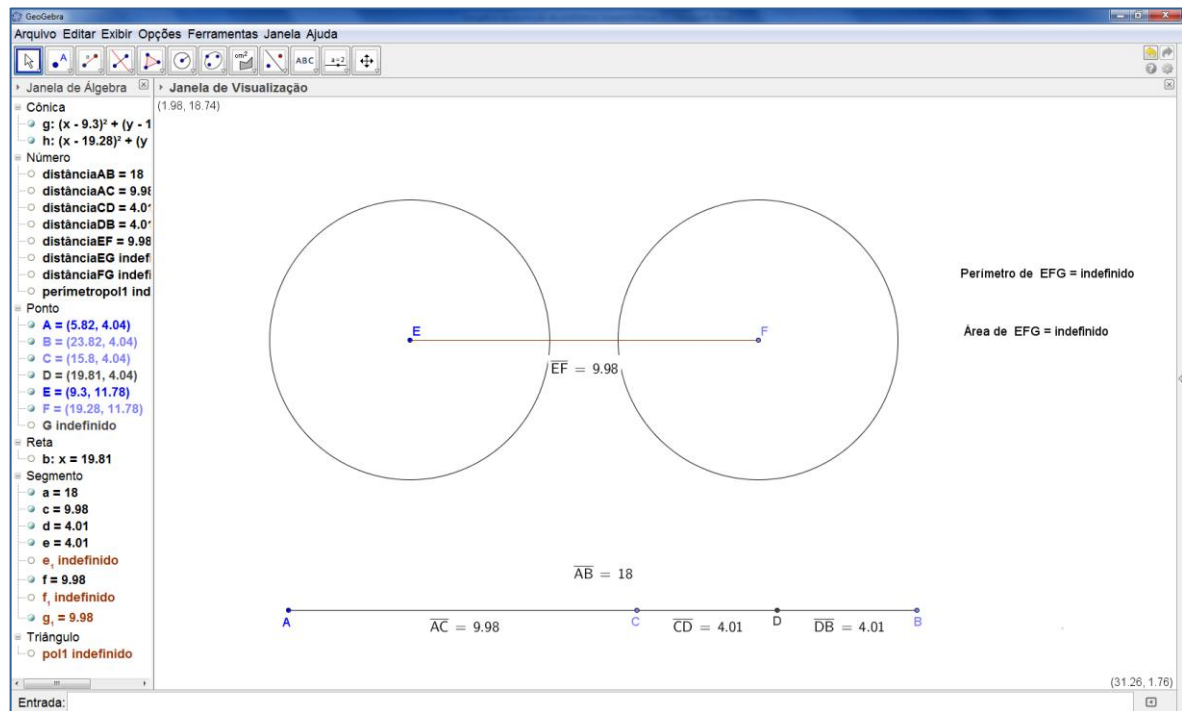 GeoGebra
Arquivo Editar Exibir Opções Ferramentas Janela Ajuda
A
cm²
ABC
a=2
Janela de Álgebra
Janela de Visualização
(1.98, 18.74)
Cônica
g: (x - 9.3)² + (y - 1
h: (x - 19.28)² + (y
Número
distânciaAB = 18
distânciaAC = 9.98
distânciaCD = 4.01
distânciaDB = 4.01
distânciaEF = 9.98
distânciaEG indefi
distânciaFG indefi
perímetropol1 ind
Ponto
A = (5.82, 4.04)
B = (23.82, 4.04)
C = (15.8, 4.04)
D = (19.81, 4.04)
E = (9.3, 11.78)
F = (19.28, 11.78)
G indefinido
Reta
b: x = 19.81
Segmento
a = 18
c = 9.98
d = 4.01
e = 4.01
e₁ indefinido
f = 9.98
f₁ indefinido
g₁ = 9.98
Triângulo
pol1 indefinido
E
F
EF = 9.98
Perímetro de EFG = indefinido
Área de EFG = indefinido
AB = 18
A
AC = 9.98
C
CD = 4.01
D
DB = 4.01
B
(31.26, 1.76)
Entrada: